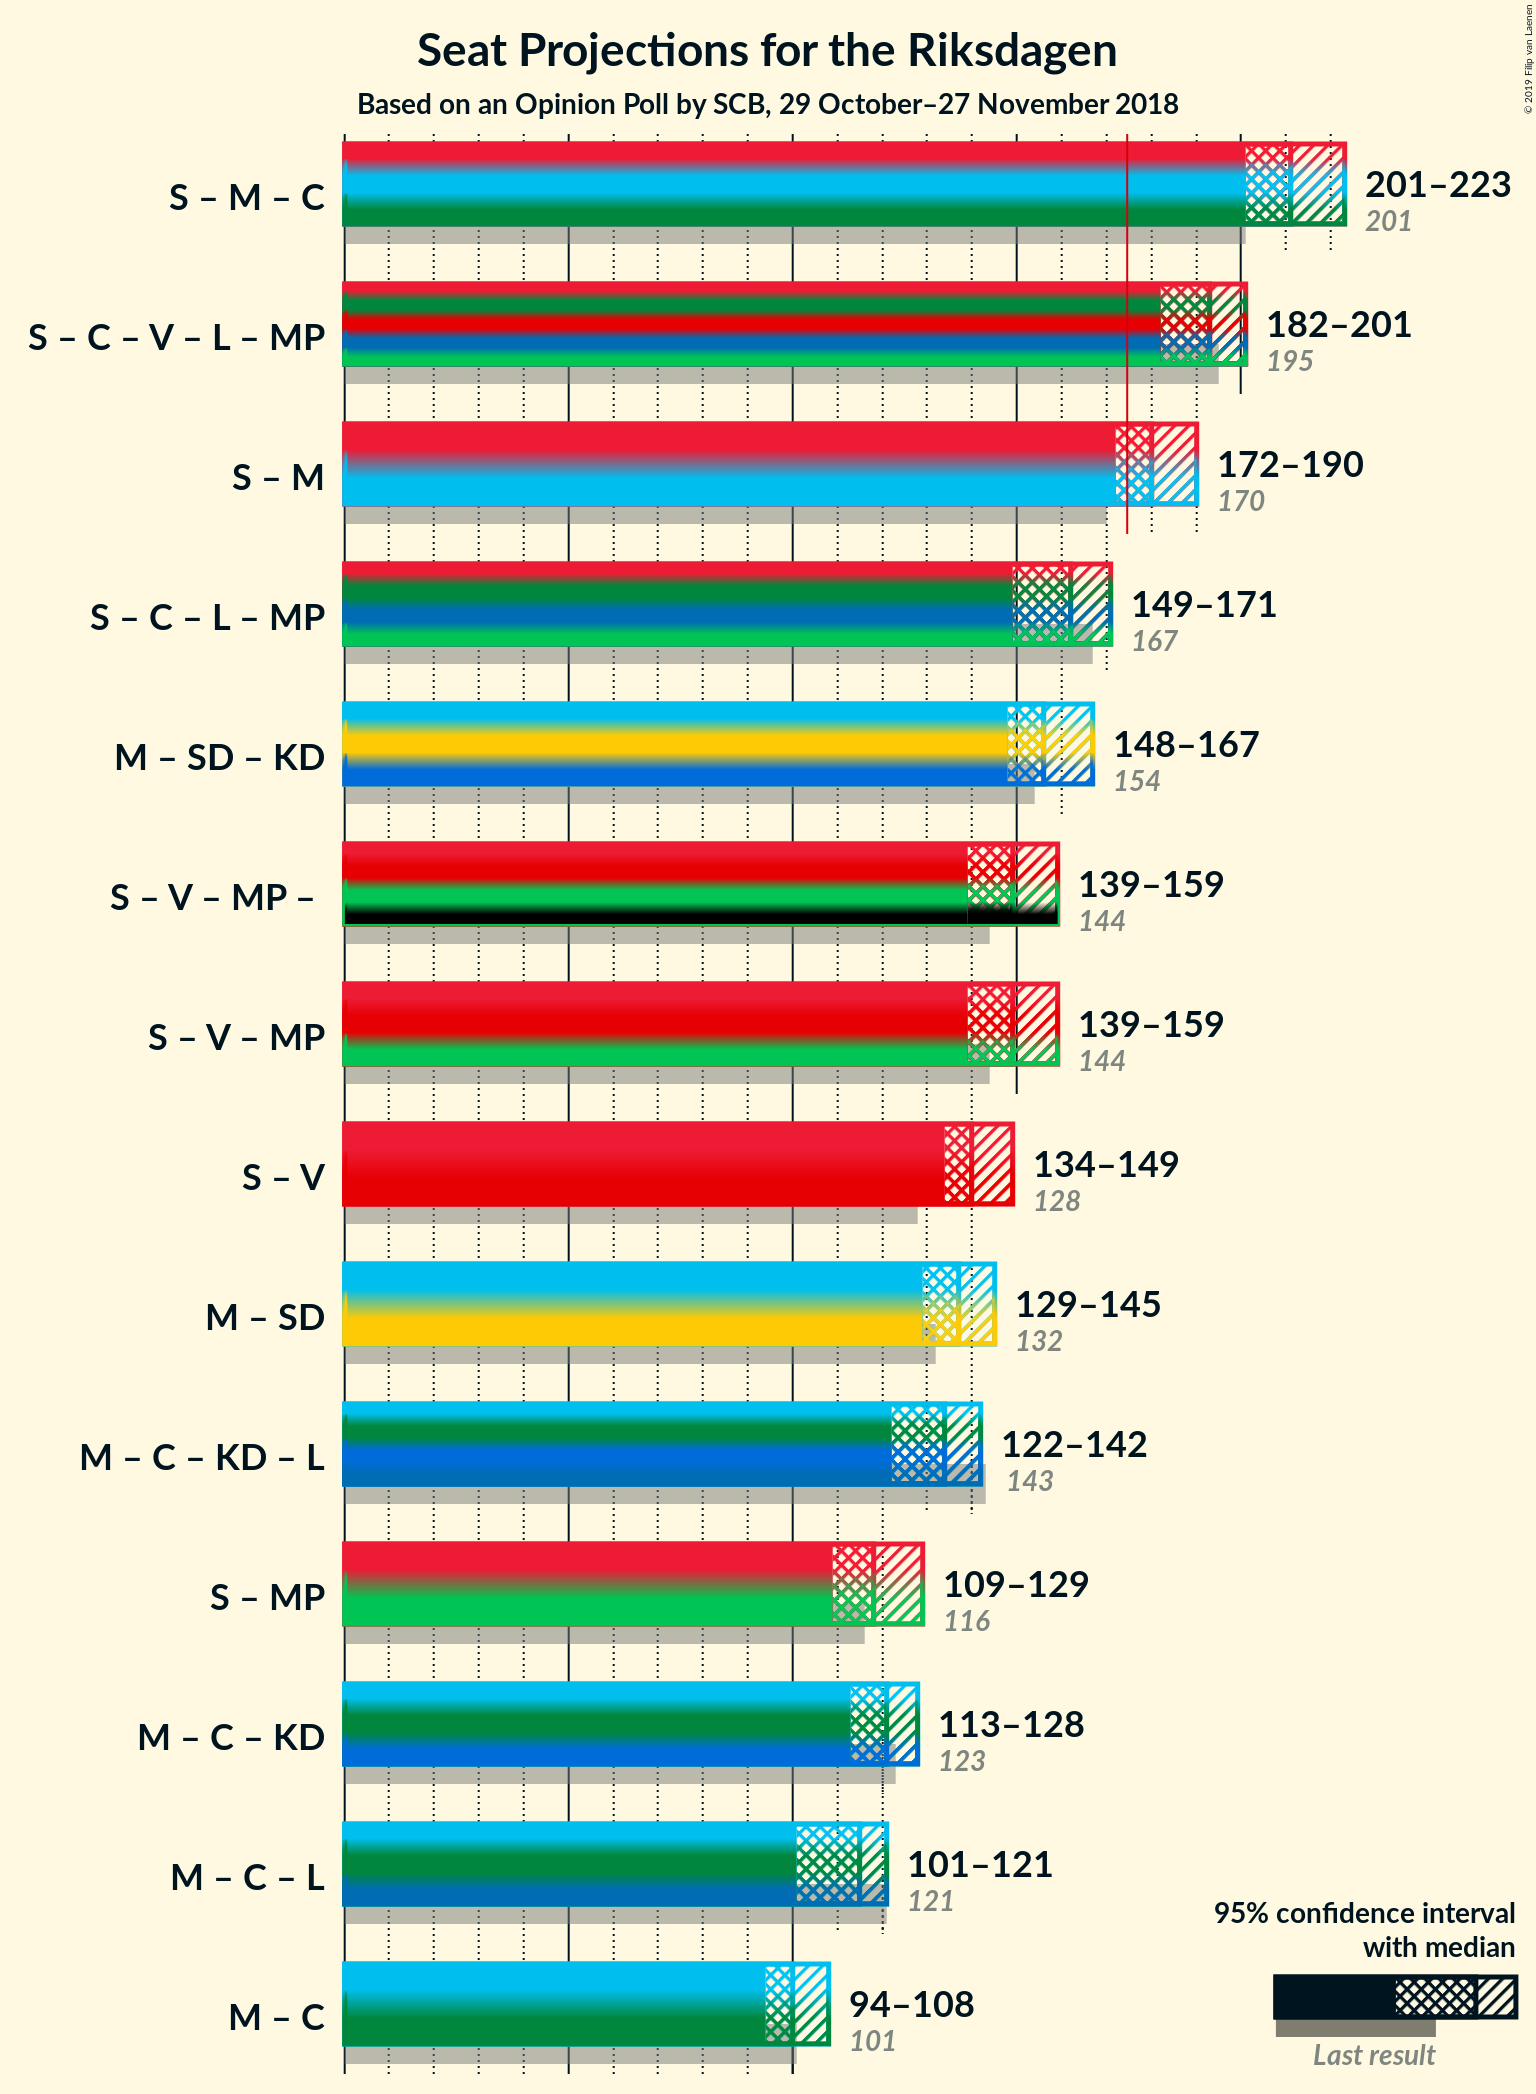 Seat Projections for the Riksdagen
Based on an Opinion Poll by SCB, 29 October–27 November 2018
© 2019 Filip van Laenen
S – M – C
201–223
201
S – C – V – L – MP
182–201
195
S – M
172–190
170
S – C – L – MP
149–171
167
M – SD – KD
148–167
154
S – V – MP –
139–159
144
S – V – MP
139–159
144
S – V
134–149
128
M – SD
129–145
132
M – C – KD – L
122–142
143
S – MP
109–129
116
M – C – KD
113–128
123
M – C – L
101–121
121
M – C
94–108
101
95% confidence interval
with median
Last result